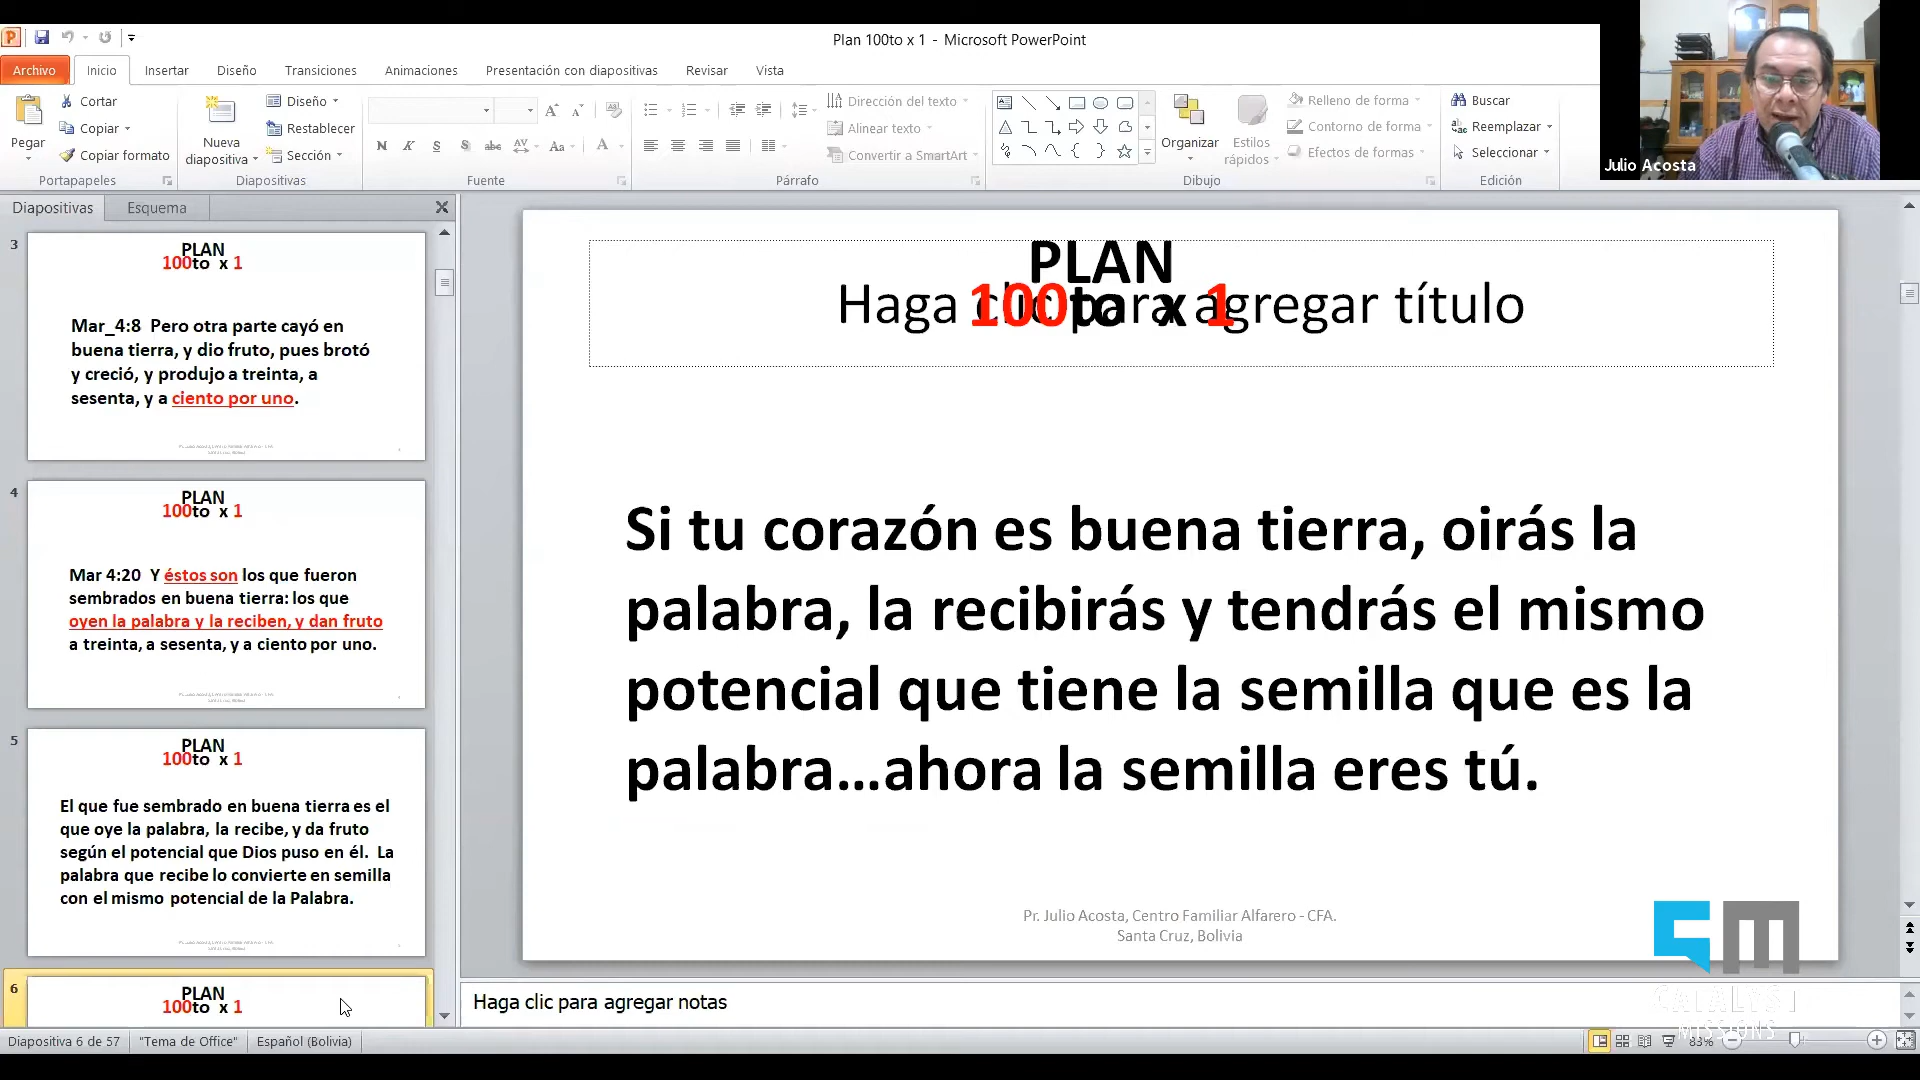 Plan 100to x 1 - Microsoft PowerPoint
Archivo Inicio Insertar Diseño Transiciones Animaciones Presentación con diapositivas Revisar Vista
Pegar
Cortar
Copiar
Copiar formato
Portapapeles
Nueva
diapositiva
Diseño
Restablecer
Sección
Diapositivas
N K S S abc AV Aa A
Fuente
Dirección del texto
Alinear texto
Convertir a SmartArt
Párrafo
Organizar
Estilos
rápidos
Relleno de forma
Contorno de forma
Efectos de formas
Dibujo
Buscar
Reemplazar
Seleccionar
Edición
Julio Acosta
Diapositivas Esquema
3
PLAN
100to x 1
Mar_4:8 Pero otra parte cayó en
buena tierra, y dio fruto, pues brotó
y creció, y produjo a treinta, a
sesenta, y a ciento por uno.
4
PLAN
100to x 1
Mar 4:20 Y éstos son los que fueron
sembrados en buena tierra: los que
oyen la palabra y la reciben, y dan fruto
a treinta, a sesenta, y a ciento por uno.
5
PLAN
100to x 1
El que fue sembrado en buena tierra es el
que oye la palabra, la recibe, y da fruto
según el potencial que Dios puso en él. La
palabra que recibe lo convierte en semilla
con el mismo potencial de la Palabra.
6
PLAN
100to x 1
PLAN
100to x 1
Haga clic para agregar título
Si tu corazón es buena tierra, oirás la
palabra, la recibirás y tendrás el mismo
potencial que tiene la semilla que es la
palabra...ahora la semilla eres tú.
Pr. Julio Acosta, Centro Familiar Alfarero - CFA.
Santa Cruz, Bolivia
CATALYST
MISSIONS
Haga clic para agregar notas
Diapositiva 6 de 57 "Tema de Office" Español (Bolivia) 83%